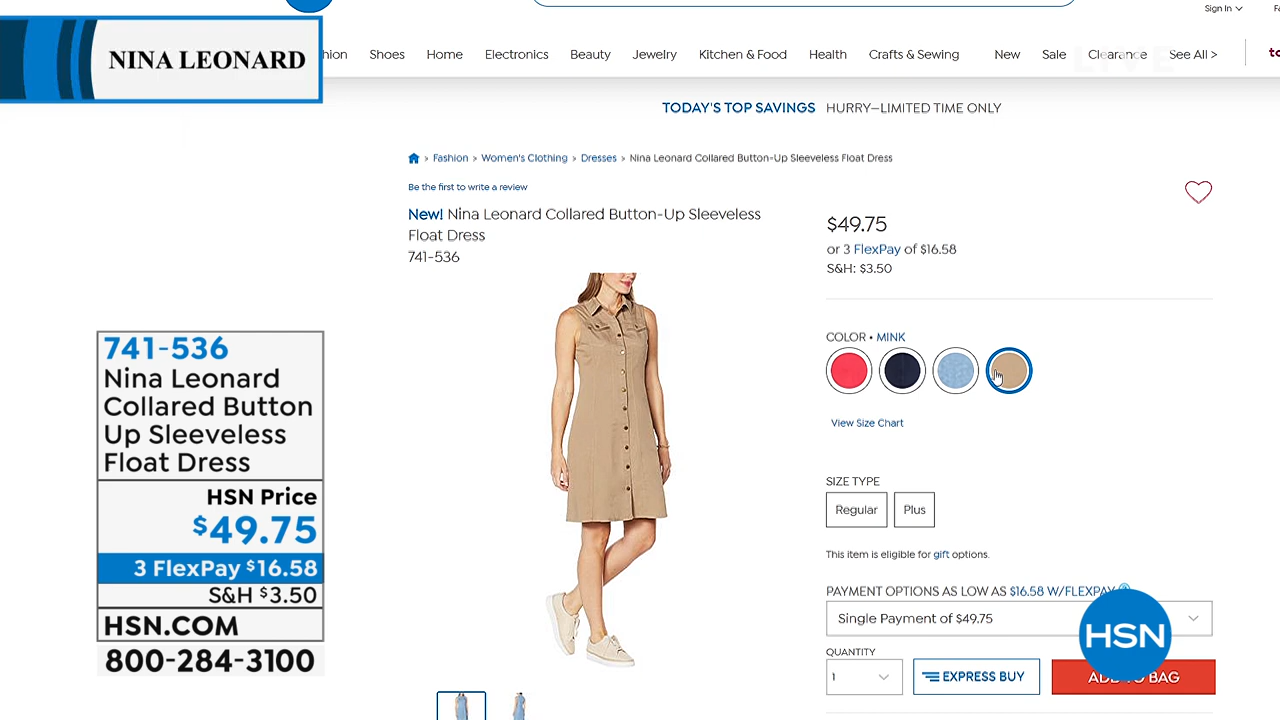 Sign In
NINA LEONARD
Shoes Home Electronics Beauty Jewelry Kitchen & Food Health Crafts & Sewing New Sale Clearance See All >
LIVE
TODAY'S TOP SAVINGS HURRY—LIMITED TIME ONLY
> Fashion > Women's Clothing > Dresses > Nina Leonard Collared Button-Up Sleeveless Float Dress
Be the first to write a review
New! Nina Leonard Collared Button-Up Sleeveless
Float Dress
741-536
$49.75
or 3 FlexPay of $16.58
S&H: $3.50
COLOR • MINK
View Size Chart
SIZE TYPE
Regular Plus
This item is eligible for gift options.
PAYMENT OPTIONS AS LOW AS $16.58 W/FLEXPAY
Single Payment of $49.75
QUANTITY
1
EXPRESS BUY
ADD TO BAG
HSN
741-536
Nina Leonard
Collared Button
Up Sleeveless
Float Dress
HSN Price
$49.75
3 FlexPay $16.58
S&H $3.50
HSN.COM
800-284-3100